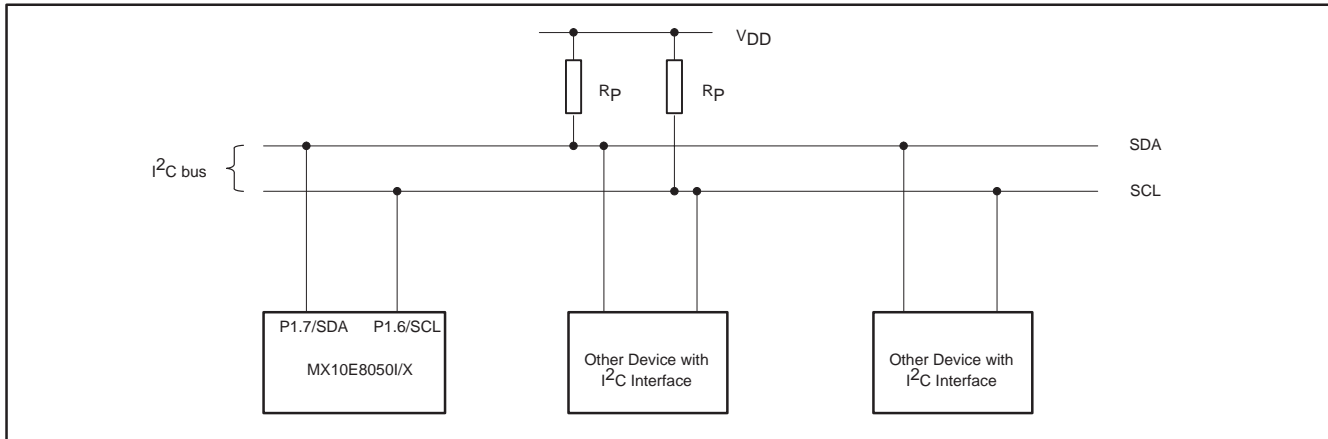 VDD
RP RP
SDA
I²C bus
SCL
P1.7/SDA P1.6/SCL
MX10E8050I/X
Other Device with
I²C Interface
Other Device with
I²C Interface